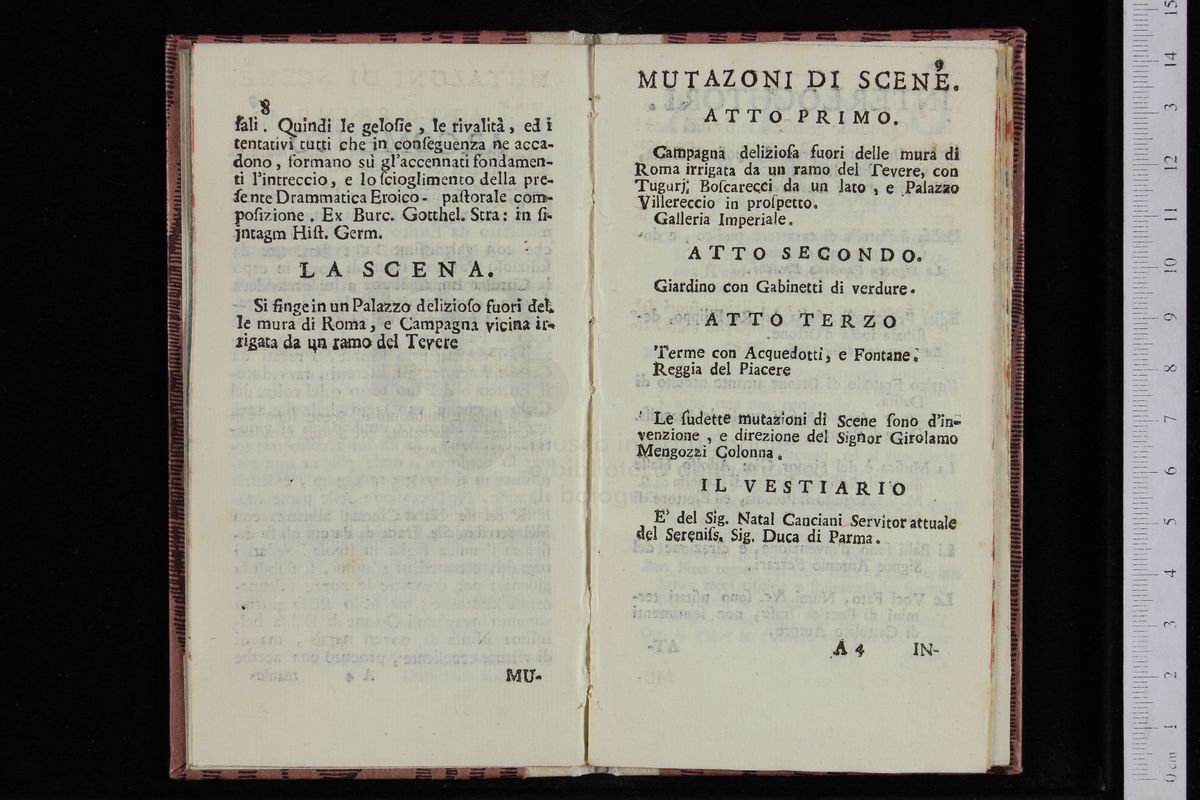 8
ſali. Quindi le geloſie, le rivalità, ed i
tentativi tutti che in conſeguenza ne acca-
dono, formano sù gl'accennati fondamen-
ti l'intreccio, e lo ſcioglimento della pre-
ſente Drammatica Eroico- paſtorale com-
poſizione. Ex Burc. Gotthel. Stra: in ſi-
jntagm Hiſt. Germ.
LA SCENA.
Si finge in un Palazzo delizioſo fuori del-
le mura di Roma, e Campagna vicina ir-
rigata da un ramo del Tevere
MU-
9
MUTAZONI DI SCENE.
ATTO PRIMO.
Campagna delizioſa fuori delle mura di
Roma irrigata da un ramo del Tevere, con
Tugurj; Boſcarecci da un lato, e Palazzo
Villereccio in proſpetto.
Galleria Imperiale.
ATTO SECONDO.
Giardino con Gabinetti di verdure.
ATTO TERZO
Terme con Acquedotti, e Fontane.
Reggia del Piacere
Le ſudette mutazioni di Scene ſono d'in-
venzione, e direzione del Signor Girolamo
Mengozzi Colonna.
IL VESTIARIO
E' del Sig. Natal Canciani Servitor attuale
del Sereniſs. Sig. Duca di Parma.
A 4 IN-